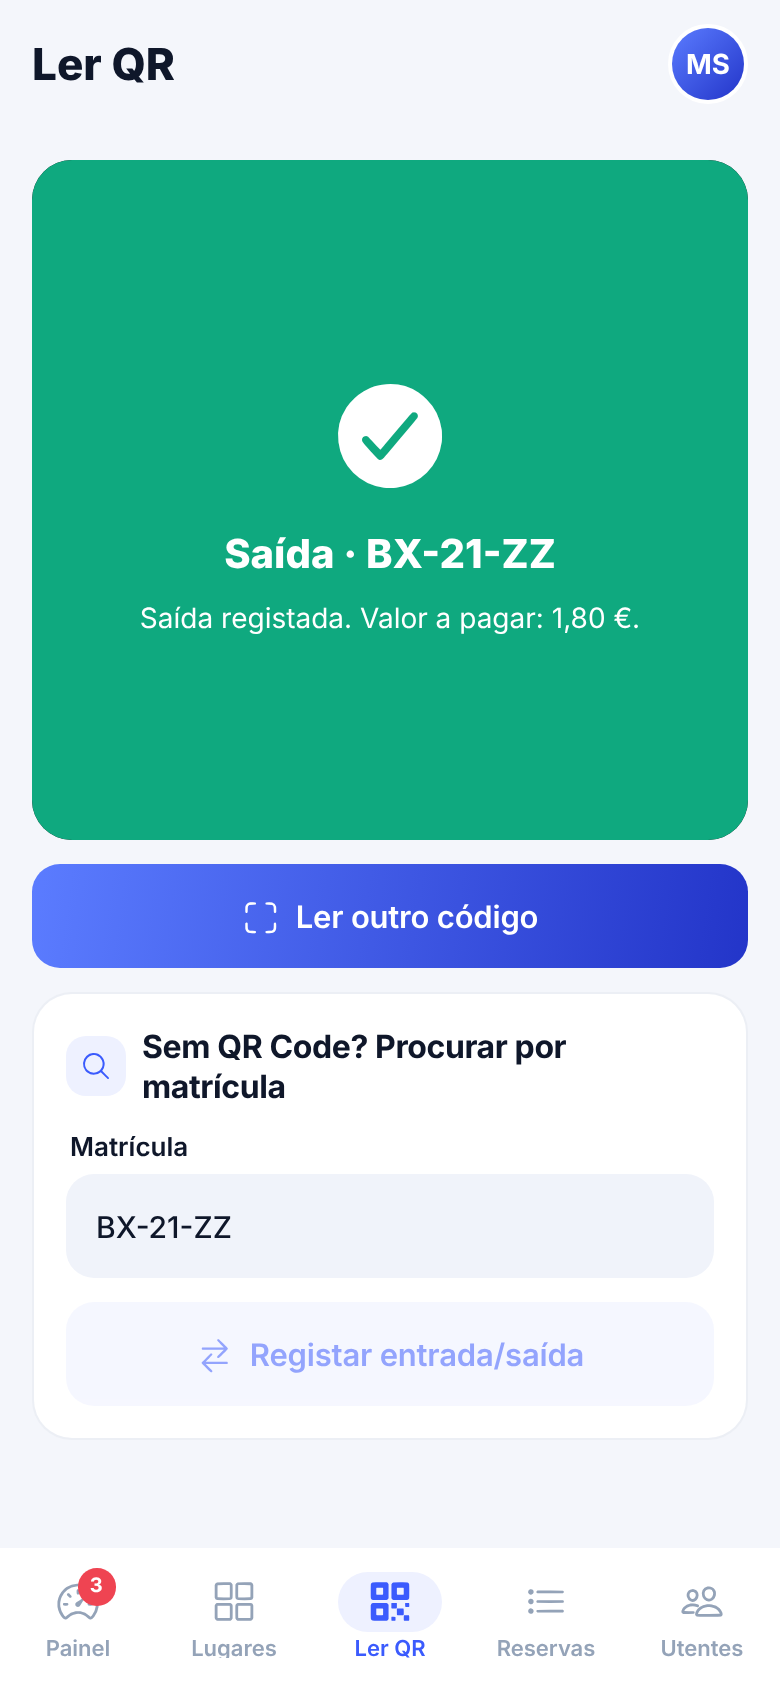 Ler QR
MS
Saída · BX-21-ZZ
Saída registada. Valor a pagar: 1,80 €.
Ler outro código
Sem QR Code? Procurar por
matrícula
Matrícula
BX-21-ZZ
Registar entrada/saída
3
Painel
Lugares
Ler QR
Reservas
Utentes